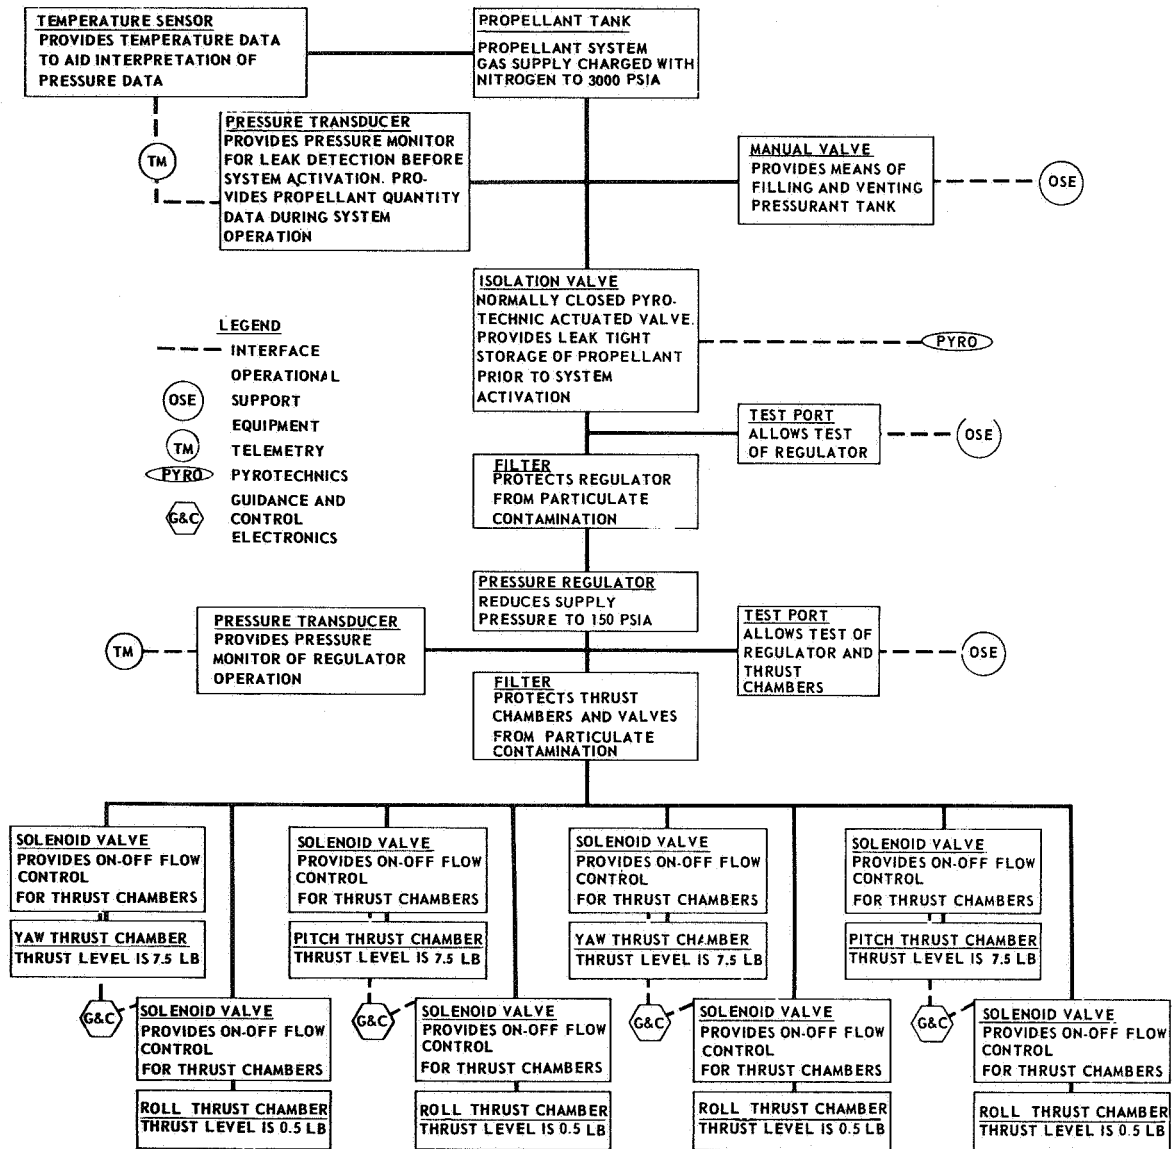 TEMPERATURE SENSOR
PROVIDES TEMPERATURE DATA
TO AID INTERPRETATION OF
PRESSURE DATA
PROPELLANT TANK
PROPELLANT SYSTEM
GAS SUPPLY CHARGED WITH
NITROGEN TO 3000 PSIA
TM
PRESSURE TRANSDUCER
PROVIDES PRESSURE MONITOR
FOR LEAK DETECTION BEFORE
SYSTEM ACTIVATION. PRO-
VIDES PROPELLANT QUANTITY
DATA DURING SYSTEM
OPERATION
MANUAL VALVE
PROVIDES MEANS OF
FILLING AND VENTING
PRESSURANT TANK
OSE
ISOLATION VALVE
NORMALLY CLOSED PYRO-
TECHNIC ACTUATED VALVE.
PROVIDES LEAK TIGHT
STORAGE OF PROPELLANT
PRIOR TO SYSTEM
ACTIVATION
PYRO
LEGEND
INTERFACE
OPERATIONAL
OSE SUPPORT
EQUIPMENT
TM TELEMETRY
PYRO PYROTECHNICS
GUIDANCE AND
G&C CONTROL
ELECTRONICS
TEST PORT
ALLOWS TEST
OF REGULATOR
OSE
FILTER
PROTECTS REGULATOR
FROM PARTICULATE
CONTAMINATION
PRESSURE REGULATOR
REDUCES SUPPLY
PRESSURE TO 150 PSIA
TM
PRESSURE TRANSDUCER
PROVIDES PRESSURE
MONITOR OF REGULATOR
OPERATION
TEST PORT
ALLOWS TEST OF
REGULATOR AND
THRUST
CHAMBERS
OSE
FILTER
PROTECTS THRUST
CHAMBERS AND VALVES
FROM PARTICULATE
CONTAMINATION
SOLENOID VALVE
PROVIDES ON-OFF FLOW
CONTROL
FOR THRUST CHAMBERS
YAW THRUST CHAMBER
THRUST LEVEL IS 7.5 LB
G&C
SOLENOID VALVE
PROVIDES ON-OFF FLOW
CONTROL
FOR THRUST CHAMBERS
ROLL THRUST CHAMBER
THRUST LEVEL IS 0.5 LB
SOLENOID VALVE
PROVIDES ON-OFF FLOW
CONTROL
FOR THRUST CHAMBERS
PITCH THRUST CHAMBER
THRUST LEVEL IS 7.5 LB
G&C
SOLENOID VALVE
PROVIDES ON-OFF FLOW
CONTROL
FOR THRUST CHAMBERS
ROLL THRUST CHAMBER
THRUST LEVEL IS 0.5 LB
SOLENOID VALVE
PROVIDES ON-OFF FLOW
CONTROL
FOR THRUST CHAMBERS
YAW THRUST CHAMBER
THRUST LEVEL IS 7.5 LB
G&C
SOLENOID VALVE
PROVIDES ON-OFF FLOW
CONTROL
FOR THRUST CHAMBERS
ROLL THRUST CHAMBER
THRUST LEVEL IS 0.5 LB
SOLENOID VALVE
PROVIDES ON-OFF FLOW
CONTROL
FOR THRUST CHAMBERS
PITCH THRUST CHAMBER
THRUST LEVEL IS 7.5 LB
G&C
SOLENOID VALVE
PROVIDES ON-OFF FLOW
CONTROL
FOR THRUST CHAMBERS
ROLL THRUST CHAMBER
THRUST LEVEL IS 0.5 LB